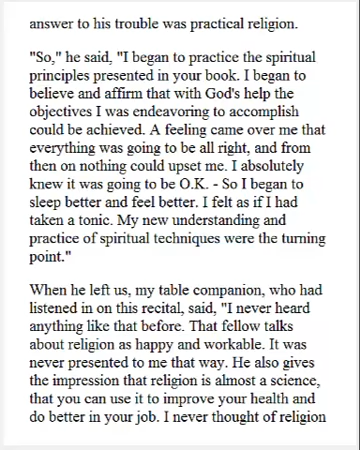 answer to his trouble was practical religion.
"So," he said, "I began to practice the spiritual
principles presented in your book. I began to
believe and affirm that with God's help the
objectives I was endeavoring to accomplish
could be achieved. A feeling came over me that
everything was going to be all right, and from
then on nothing could upset me. I absolutely
knew it was going to be O.K. - So I began to
sleep better and feel better. I felt as if I had
taken a tonic. My new understanding and
practice of spiritual techniques were the turning
point."
When he left us, my table companion, who had
listened in on this recital, said, "I never heard
anything like that before. That fellow talks
about religion as happy and workable. It was
never presented to me that way. He also gives
the impression that religion is almost a science,
that you can use it to improve your health and
do better in your job. I never thought of religion